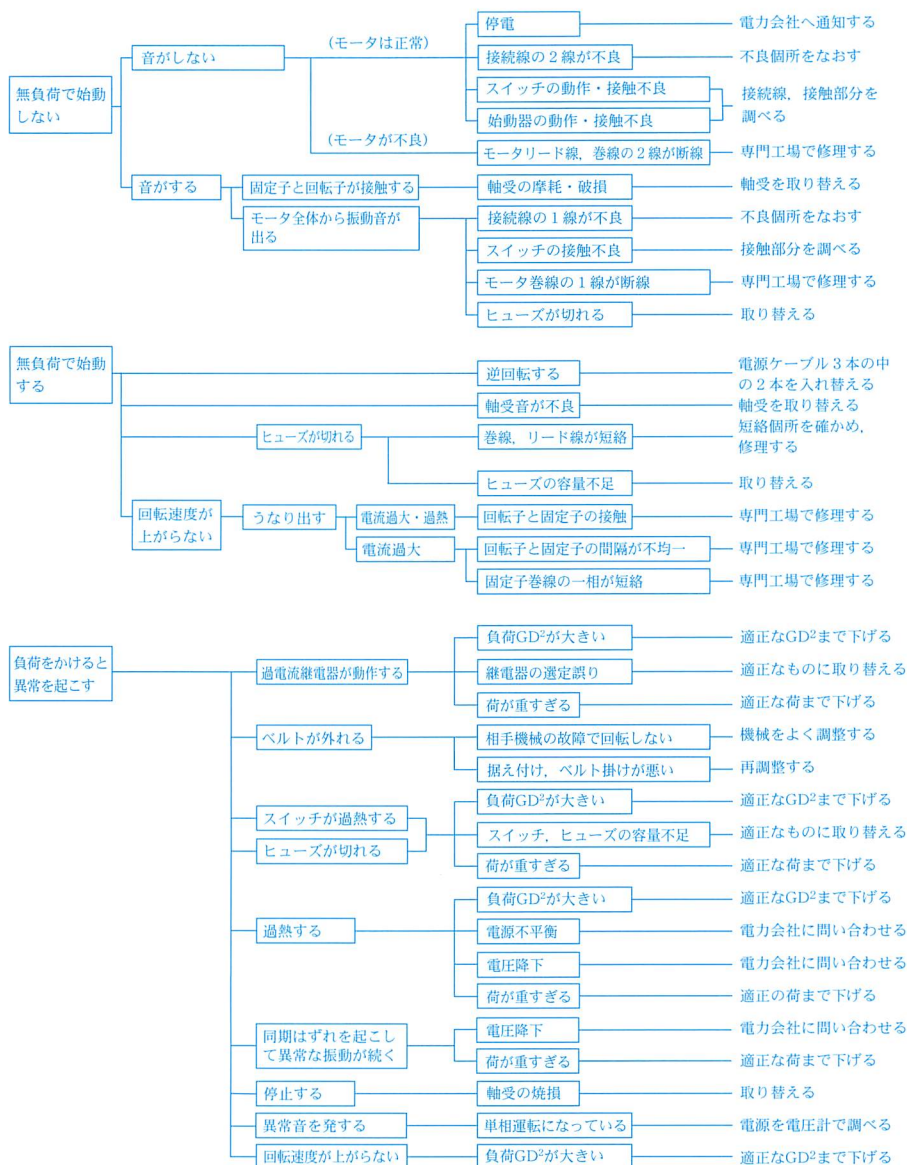 停電
電力会社へ通知する
(モータは正常)
音がしない
接続線の2線が不良
不良個所をなおす
無負荷で始動
しない
スイッチの動作・接触不良
接続線，接触部分を
調べる
始動器の動作・接触不良
(モータが不良)
モータリード線，巻線の2線が断線
専門工場で修理する
音がする
固定子と回転子が接触する
軸受の摩耗・破損
軸受を取り替える
モータ全体から振動音が
出る
接続線の1線が不良
不良個所をなおす
スイッチの接触不良
接触部分を調べる
モータ巻線の1線が断線
専門工場で修理する
ヒューズが切れる
取り替える
無負荷で始動
する
逆回転する
電源ケーブル3本の中
の2本を入れ替える
軸受音が不良
軸受を取り替える
ヒューズが切れる
巻線，リード線が短絡
短絡個所を確かめ，
修理する
ヒューズの容量不足
取り替える
回転速度が
上がらない
うなり出す
電流過大・過熱
回転子と固定子の接触
専門工場で修理する
電流過大
回転子と固定子の間隔が不均一
専門工場で修理する
固定子巻線の一相が短絡
専門工場で修理する
負荷をかけると
異常を起こす
過電流継電器が動作する
負荷GD²が大きい
適正なGD²まで下げる
継電器の選定誤り
適正なものに取り替える
荷が重すぎる
適正な荷まで下げる
ベルトが外れる
相手機械の故障で回転しない
機械をよく調整する
据え付け，ベルト掛けが悪い
再調整する
スイッチが過熱する
ヒューズが切れる
負荷GD²が大きい
適正なGD²まで下げる
スイッチ，ヒューズの容量不足
適正なものに取り替える
荷が重すぎる
適正な荷まで下げる
過熱する
負荷GD²が大きい
適正なGD²まで下げる
電源不平衡
電力会社に問い合わせる
電圧降下
電力会社に問い合わせる
荷が重すぎる
適正の荷まで下げる
同期はずれを起こし
て異常な振動が続く
電圧降下
電力会社に問い合わせる
荷が重すぎる
適正な荷まで下げる
停止する
軸受の焼損
取り替える
異常音を発する
単相運転になっている
電源を電圧計で調べる
回転速度が上がらない
負荷GD²が大きい
適正なGD²まで下げる